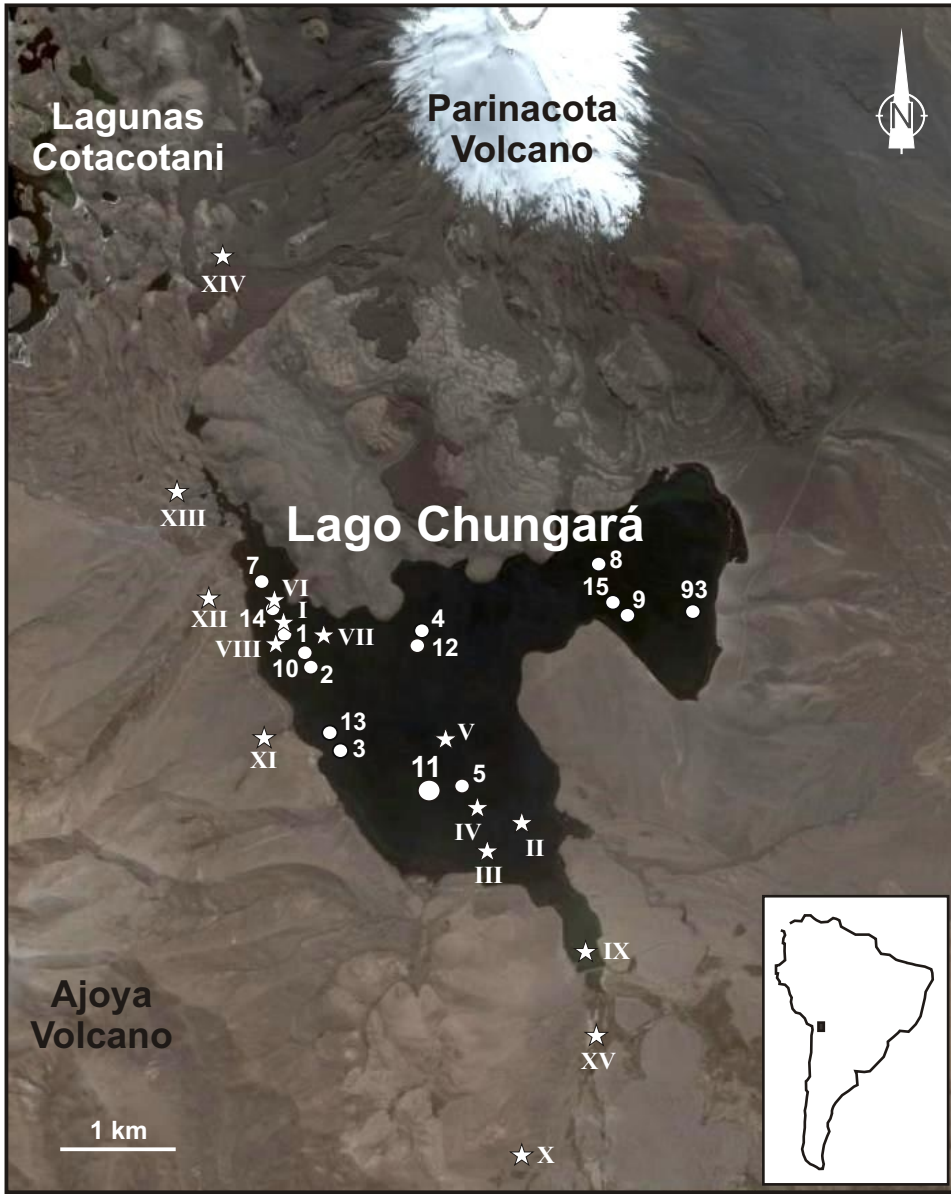 Lagunas
Cotacotani
Parinacota
Volcano
N
XIV
XIII
Lago Chungará
7
VI
XII
14
I
1
VII
VIII
10
2
4
12
8
15
9
93
13
3
XI
V
11
5
IV
II
III
IX
Ajoya
Volcano
XV
1 km
X